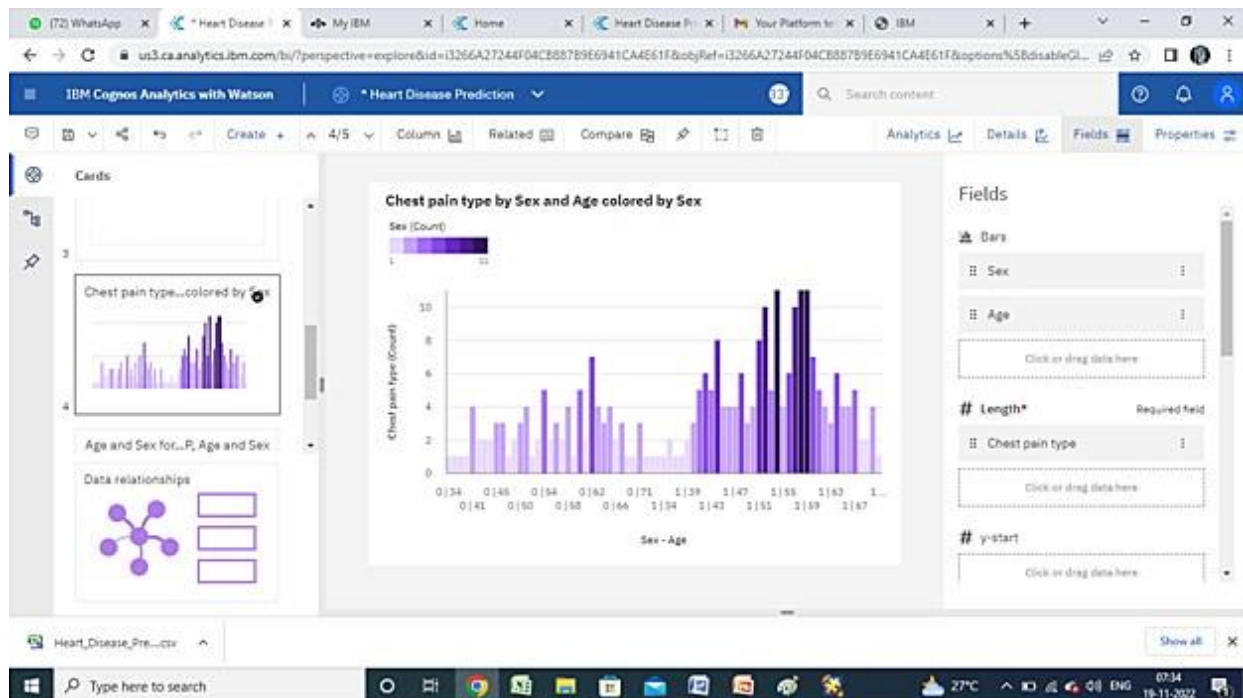 (72) WhatsApp
* Heart Disease
My IBM
Home
Heart Disease Pr
Your Platform to
IBM
IBM Cognos Analytics with Watson
* Heart Disease Prediction
Search content
Create +
4/5
Column
Related
Compare
Analytics
Details
Fields
Properties
Cards
3
Chest pain type...colored by Sex
4
Age and Sex for...P, Age and Sex
Data relationships
Chest pain type by Sex and Age colored by Sex
Sex (Count)
1 11
Chest pain type (Count)
10
8
6
4
2
0
0|34 0|45 0|54 0|62 0|71 1|39 1|47 1|55 1|63 1...
0|41 0|50 0|58 0|66 1|34 1|43 1|51 1|59 1|67
Sex - Age
Fields
Bars
Sex
Age
Click or drag data here
# Length* Required field
Chest pain type
Click or drag data here
# y-start
Click or drag data here
Heart_Disease_Pre....csv
Show all
Type here to search
27°C
ENG
07:34
19-11-2022